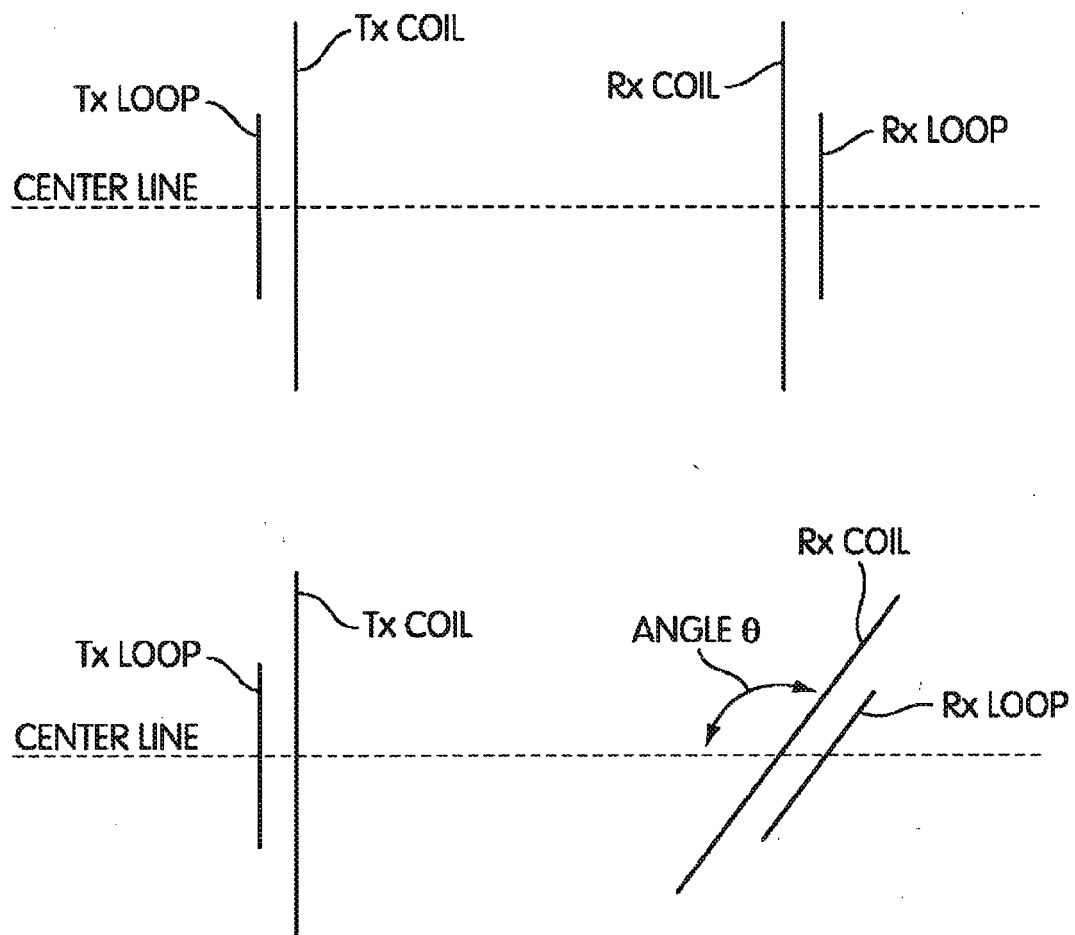 Tx COIL
Tx LOOP
Rx COIL
Rx LOOP
CENTER LINE
Rx COIL
Tx COIL
ANGLE θ
Tx LOOP
Rx LOOP
CENTER LINE